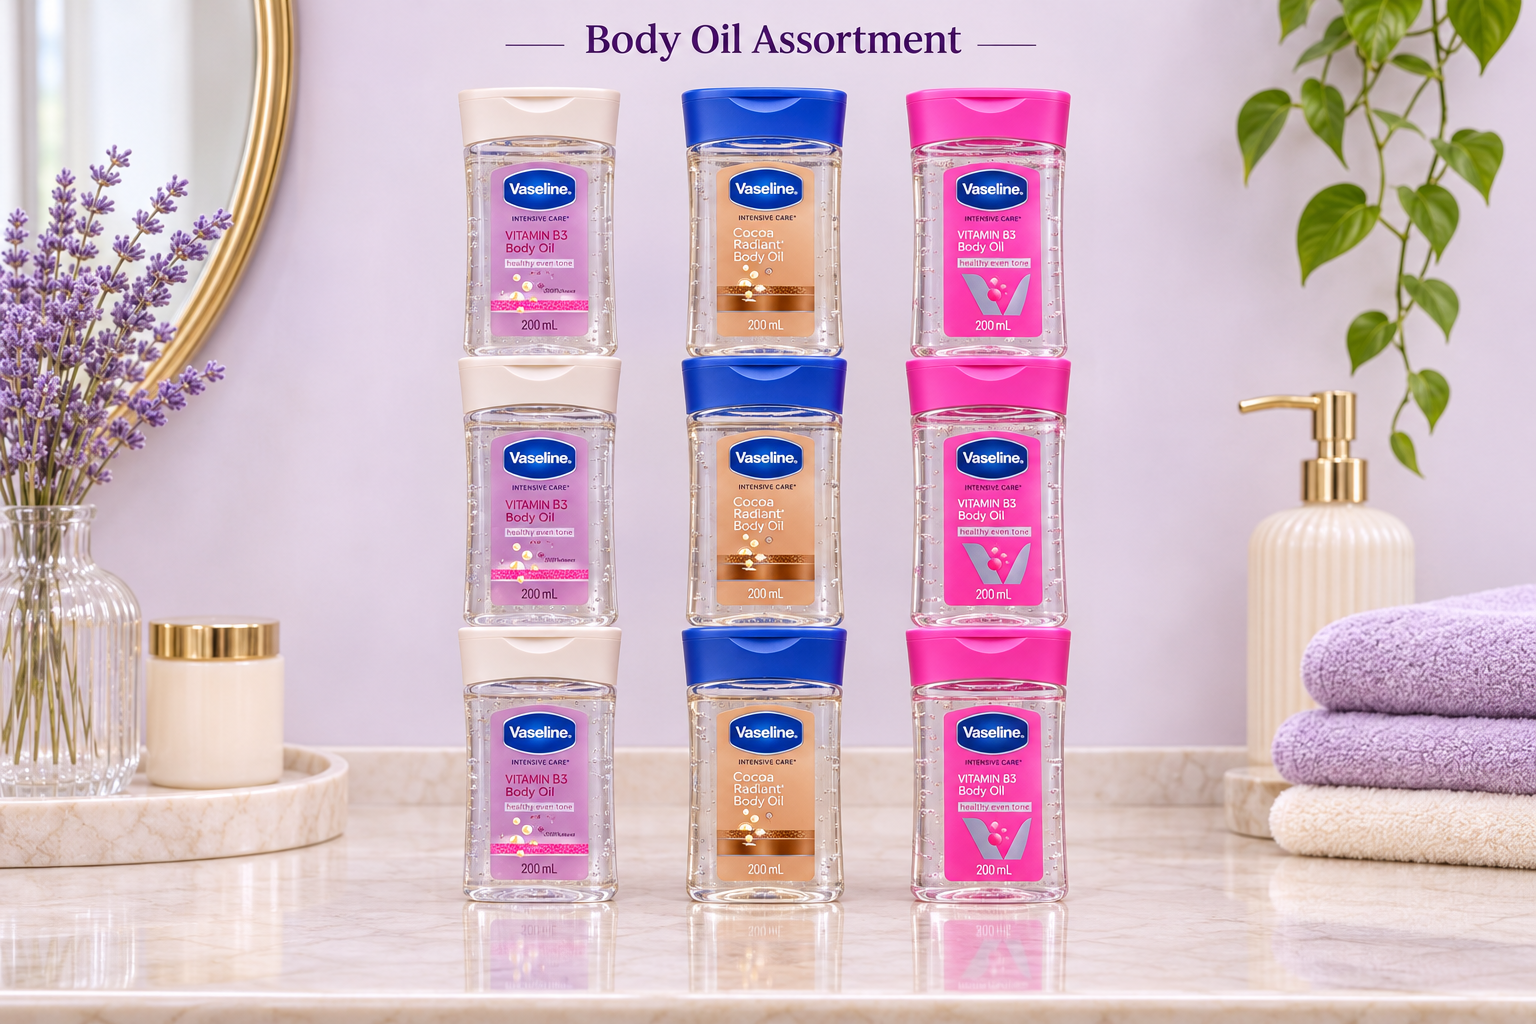 Body Oil Assortment
Vaseline.
INTENSIVE CARE*
VITAMIN B3
Body Oil
healthy even tone
200 mL
Vaseline.
INTENSIVE CARE*
Cocoa
Radiant*
Body Oil
200 mL
Vaseline.
INTENSIVE CARE*
VITAMIN B3
Body Oil
healthy even tone
200 mL
Vaseline.
INTENSIVE CARE*
VITAMIN B3
Body Oil
healthy even tone
200 mL
Vaseline.
INTENSIVE CARE*
Cocoa
Radiant*
Body Oil
200 mL
Vaseline.
INTENSIVE CARE*
VITAMIN B3
Body Oil
healthy even tone
200 mL
Vaseline.
INTENSIVE CARE*
VITAMIN B3
Body Oil
healthy even tone
200 mL
Vaseline.
INTENSIVE CARE*
Cocoa
Radiant*
Body Oil
200 mL
Vaseline.
INTENSIVE CARE*
VITAMIN B3
Body Oil
healthy even tone
200 mL